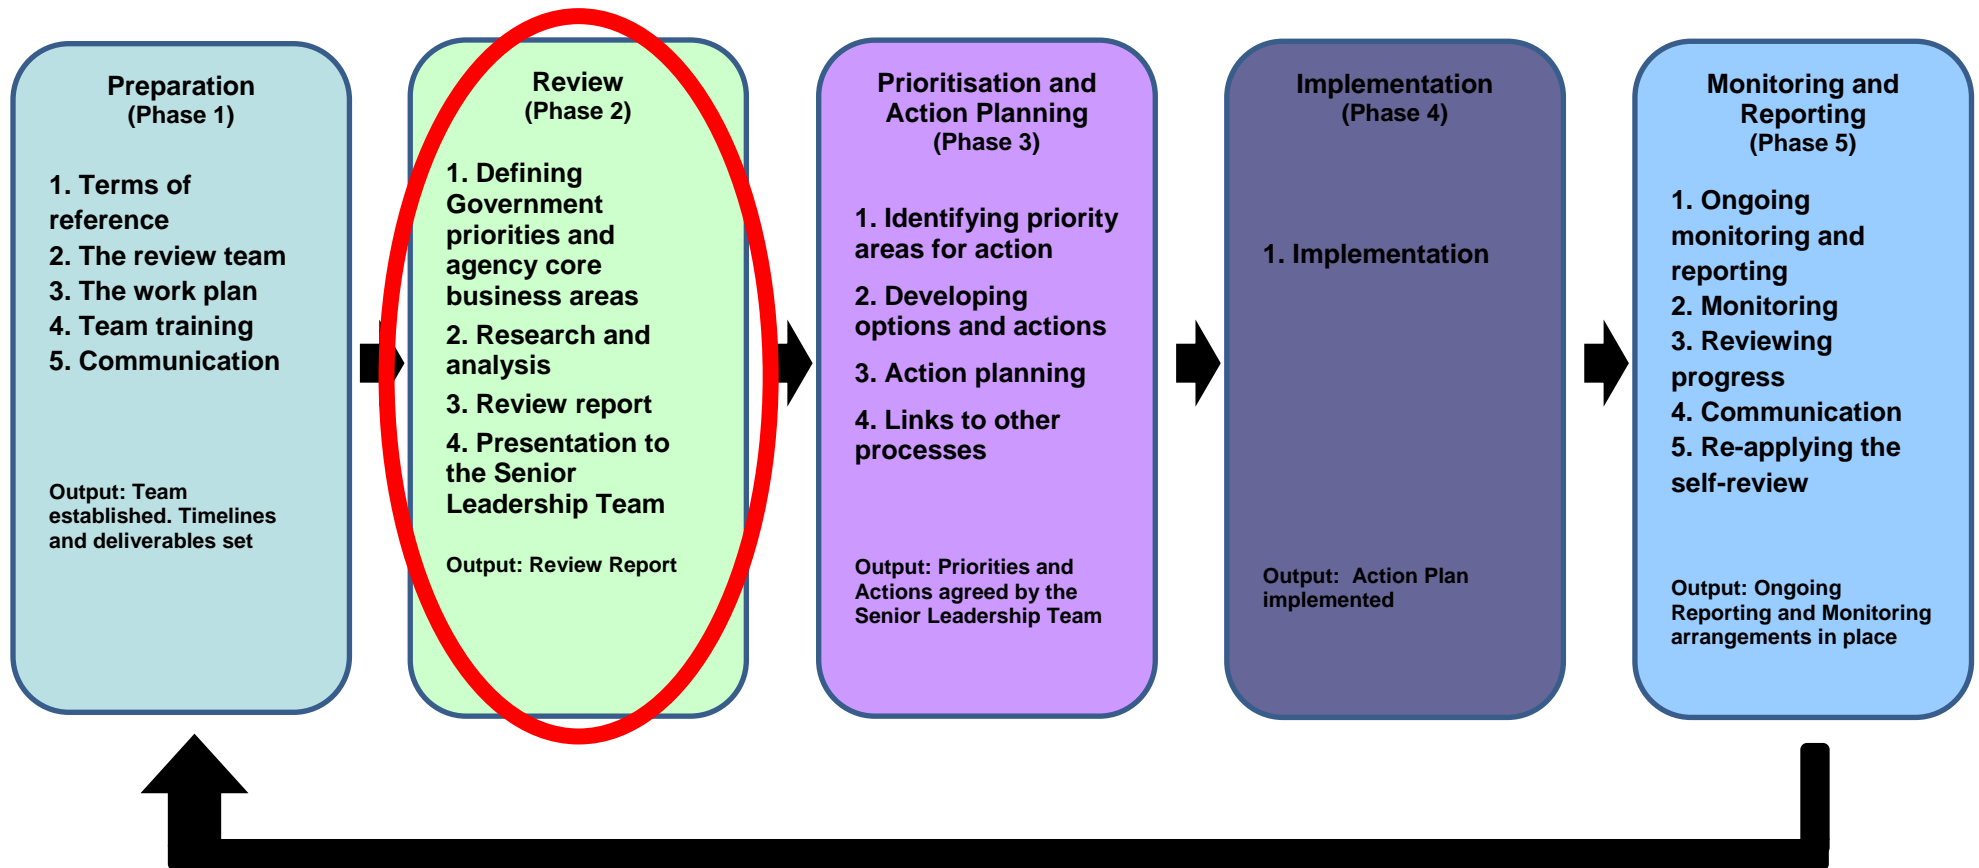 Preparation
(Phase 1)
1. Terms of
reference
2. The review team
3. The work plan
4. Team training
5. Communication
Output: Team
established. Timelines
and deliverables set
Review
(Phase 2)
1. Defining
Government
priorities and
agency core
business areas
2. Research and
analysis
3. Review report
4. Presentation to
the Senior
Leadership Team
Output: Review Report
Prioritisation and
Action Planning
(Phase 3)
1. Identifying priority
areas for action
2. Developing
options and actions
3. Action planning
4. Links to other
processes
Output: Priorities and
Actions agreed by the
Senior Leadership Team
Implementation
(Phase 4)
1. Implementation
Output:  Action Plan
implemented
Monitoring and
Reporting
(Phase 5)
1. Ongoing
monitoring and
reporting
2. Monitoring
3. Reviewing
progress
4. Communication
5. Re-applying the
self-review
Output: Ongoing
Reporting and Monitoring
arrangements in place